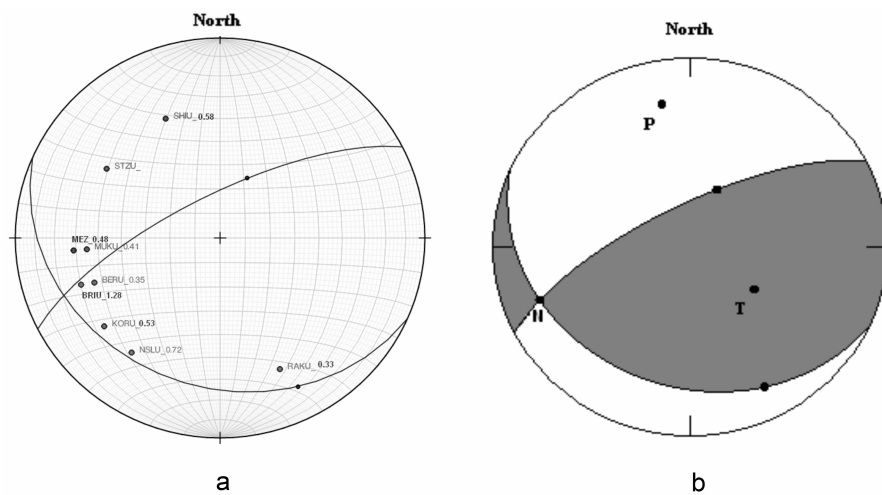 North
SHIU_0.58
STZU_
MEZ_0.48
MUKU_0.41
BERU_0.35
BRIU_1.28
KORU_0.53
NSLU_0.72
RAKU_0.33
a
North
P
T
N
b